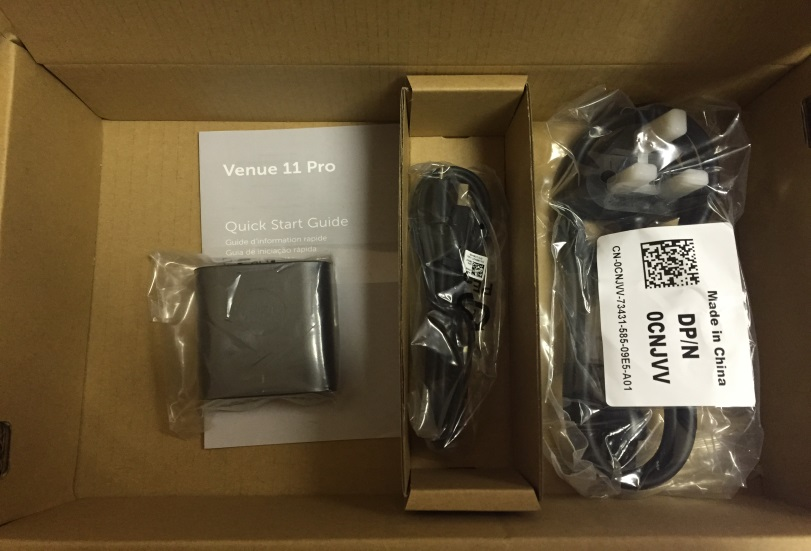 Venue 11 Pro
Quick Start Guide
Guide d'information rapide
Guia de iniciação rápida
Made in China
DP/N
0CNJVV
CN-0CNJVV-73431-585-09E5-A01